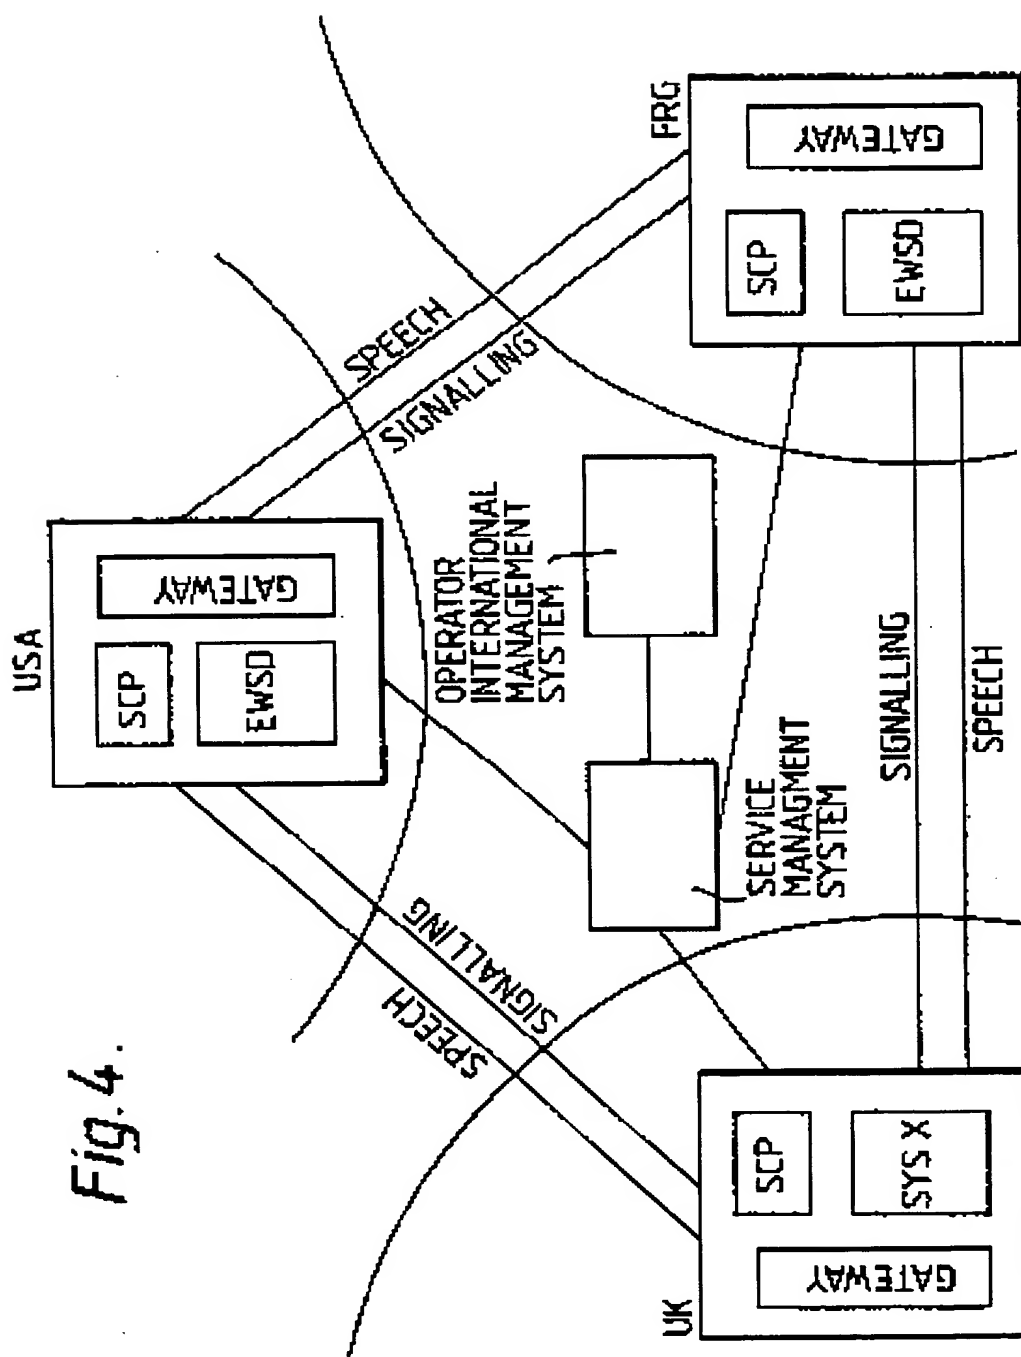 Fig. 4.
USA
SCP
GATEWAY
EWSD
SPEECH
SIGNALLING
SPEECH
SIGNALLING
OPERATOR
INTERNATIONAL
MANAGEMENT
SYSTEM
SERVICE
MANAGMENT
SYSTEM
UK
GATEWAY
SCP
SYS X
SIGNALLING
SPEECH
FRG
SCP
GATEWAY
EWSD